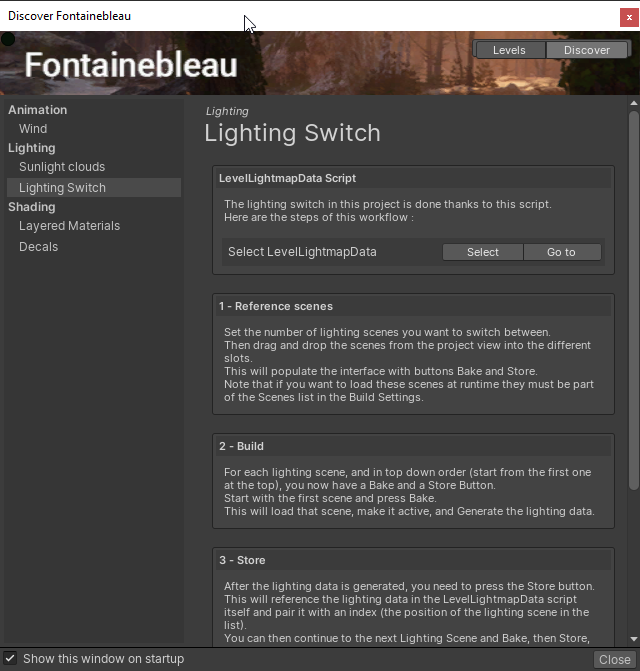 Discover Fontainebleau
x
Fontainebleau
Levels
Discover
Animation
Wind
Lighting
Sunlight clouds
Lighting Switch
Shading
Layered Materials
Decals
Lighting
Lighting Switch
LevelLightmapData Script
The lighting switch in this project is done thanks to this script.
Here are the steps of this workflow :
Select LevelLightmapData
Select
Go to
1 - Reference scenes
Set the number of lighting scenes you want to switch between.
Then drag and drop the scenes from the project view into the different
slots.
This will populate the interface with buttons Bake and Store.
Note that if you want to load these scenes at runtime they must be part
of the Scenes list in the Build Settings.
2 - Build
For each lighting scene, and in top down order (start from the first one
at the top), you now have a Bake and a Store Button.
Start with the first scene and press Bake.
This will load that scene, make it active, and Generate the lighting data.
3 - Store
After the lighting data is generated, you need to press the Store button.
This will reference the lighting data in the LevelLightmapData script
itself and pair it with an index (the position of the lighting scene in the
list).
You can then continue to the next Lighting Scene and Bake, then Store,
Show this window on startup
Close